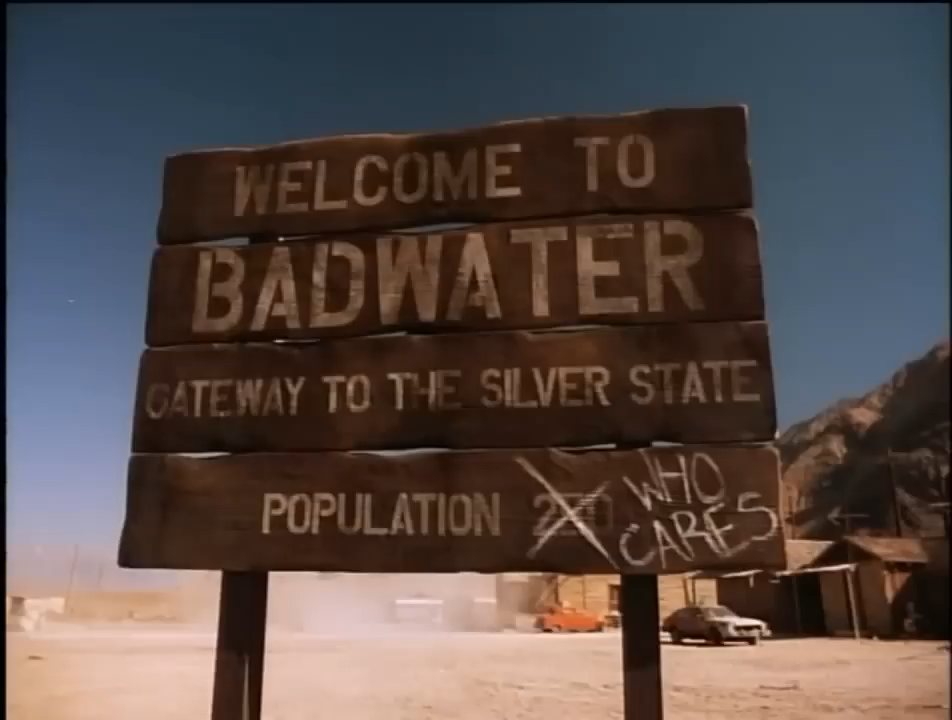 WELCOME TO
BADWATER
GATEWAY TO THE SILVER STATE
POPULATION
WHO
CARES